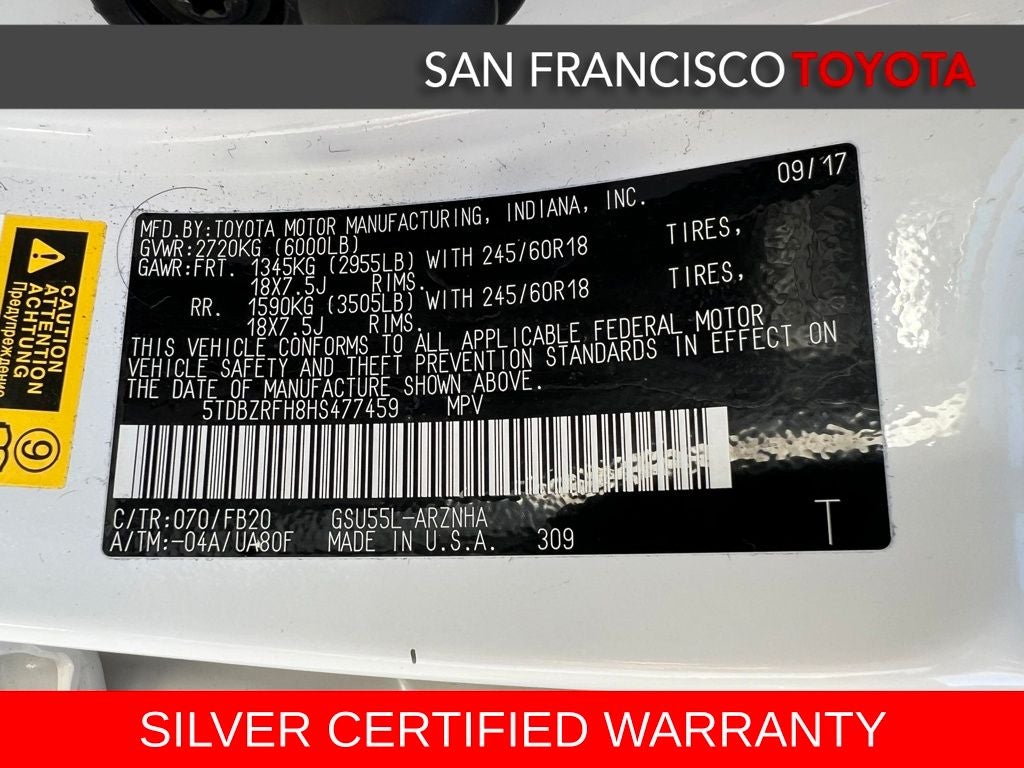 SAN FRANCISCO TOYOTA
09/17
MFD.BY:TOYOTA MOTOR MANUFACTURING, INDIANA, INC.
GVWR:2720KG (6000LB)
GAWR:FRT. 1345KG (2955LB) WITH 245/60R18 TIRES,
18X7.5J RIMS.
RR. 1590KG (3505LB) WITH 245/60R18 TIRES,
18X7.5J RIMS.
THIS VEHICLE CONFORMS TO ALL APPLICABLE FEDERAL MOTOR
VEHICLE SAFETY AND THEFT PREVENTION STANDARDS IN EFFECT ON
THE DATE OF MANUFACTURE SHOWN ABOVE.
5TDBZRFH8HS477459 MPV
C/TR:070/FB20 GSU55L-ARZNHA
A/TM:-04A/UA80F MADE IN U.S.A. 309
T
CAUTION
ATTENTION
ACHTUNG
Предупреждение
9
SILVER CERTIFIED WARRANTY